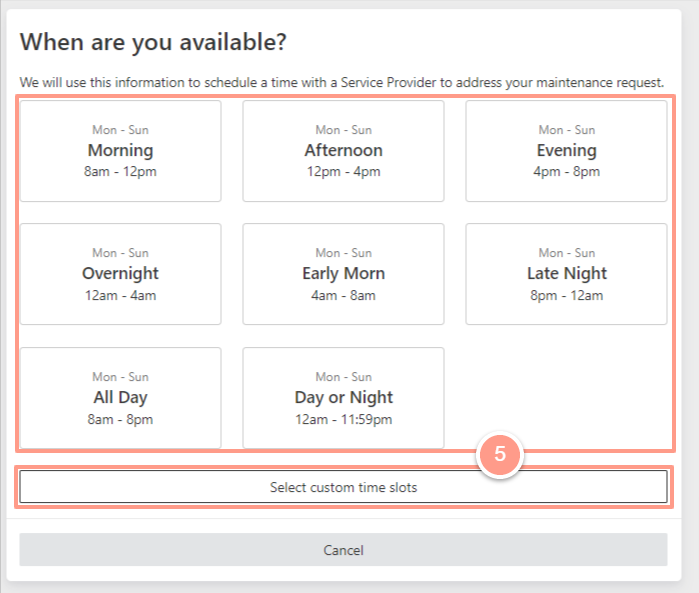 When are you available?
We will use this information to schedule a time with a Service Provider to address your maintenance request.
Mon - Sun
Morning
8am - 12pm
Mon - Sun
Afternoon
12pm - 4pm
Mon - Sun
Evening
4pm - 8pm
Mon - Sun
Overnight
12am - 4am
Mon - Sun
Early Morn
4am - 8am
Mon - Sun
Late Night
8pm - 12am
Mon - Sun
All Day
8am - 8pm
Mon - Sun
Day or Night
12am - 11:59pm
5
Select custom time slots
Cancel